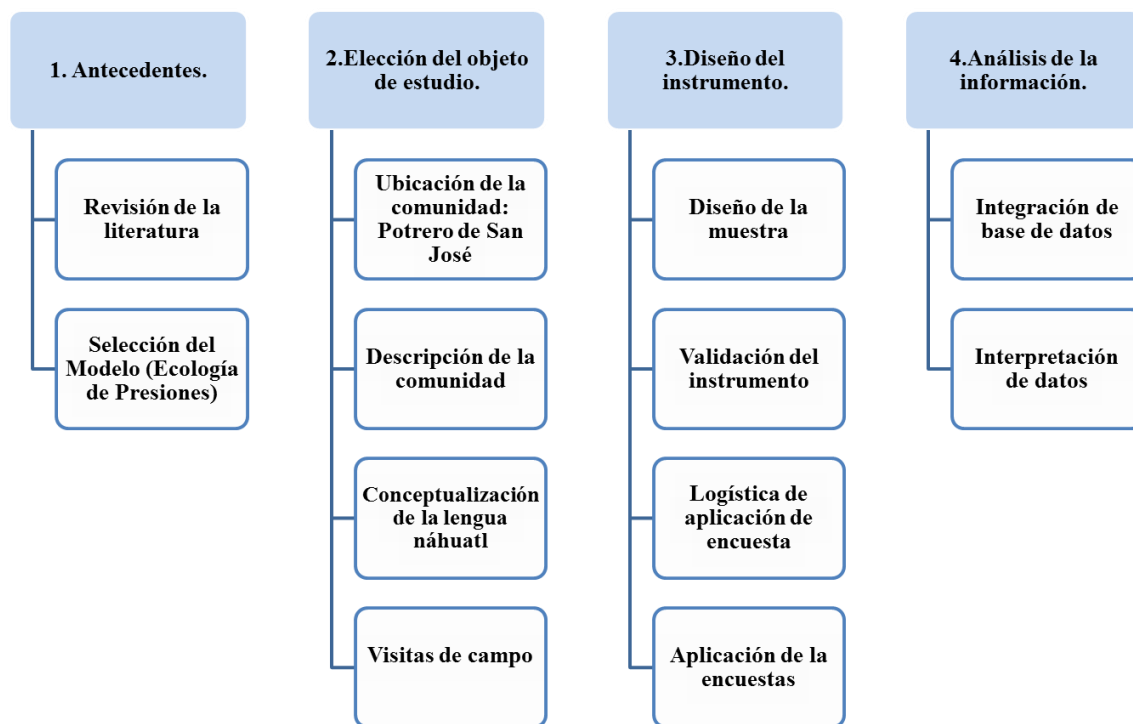 1. Antecedentes.
Revisión de la
literatura
Selección del
Modelo (Ecología
de Presiones)
2.Elección del objeto
de estudio.
Ubicación de la
comunidad:
Potrero de San
José
Descripción de la
comunidad
Conceptualización
de la lengua
náhuatl
Visitas de campo
3.Diseño del
instrumento.
Diseño de la
muestra
Validación del
instrumento
Logística de
aplicación de
encuesta
Aplicación de la
encuestas
4.Análisis de la
información.
Integración de
base de datos
Interpretación
de datos